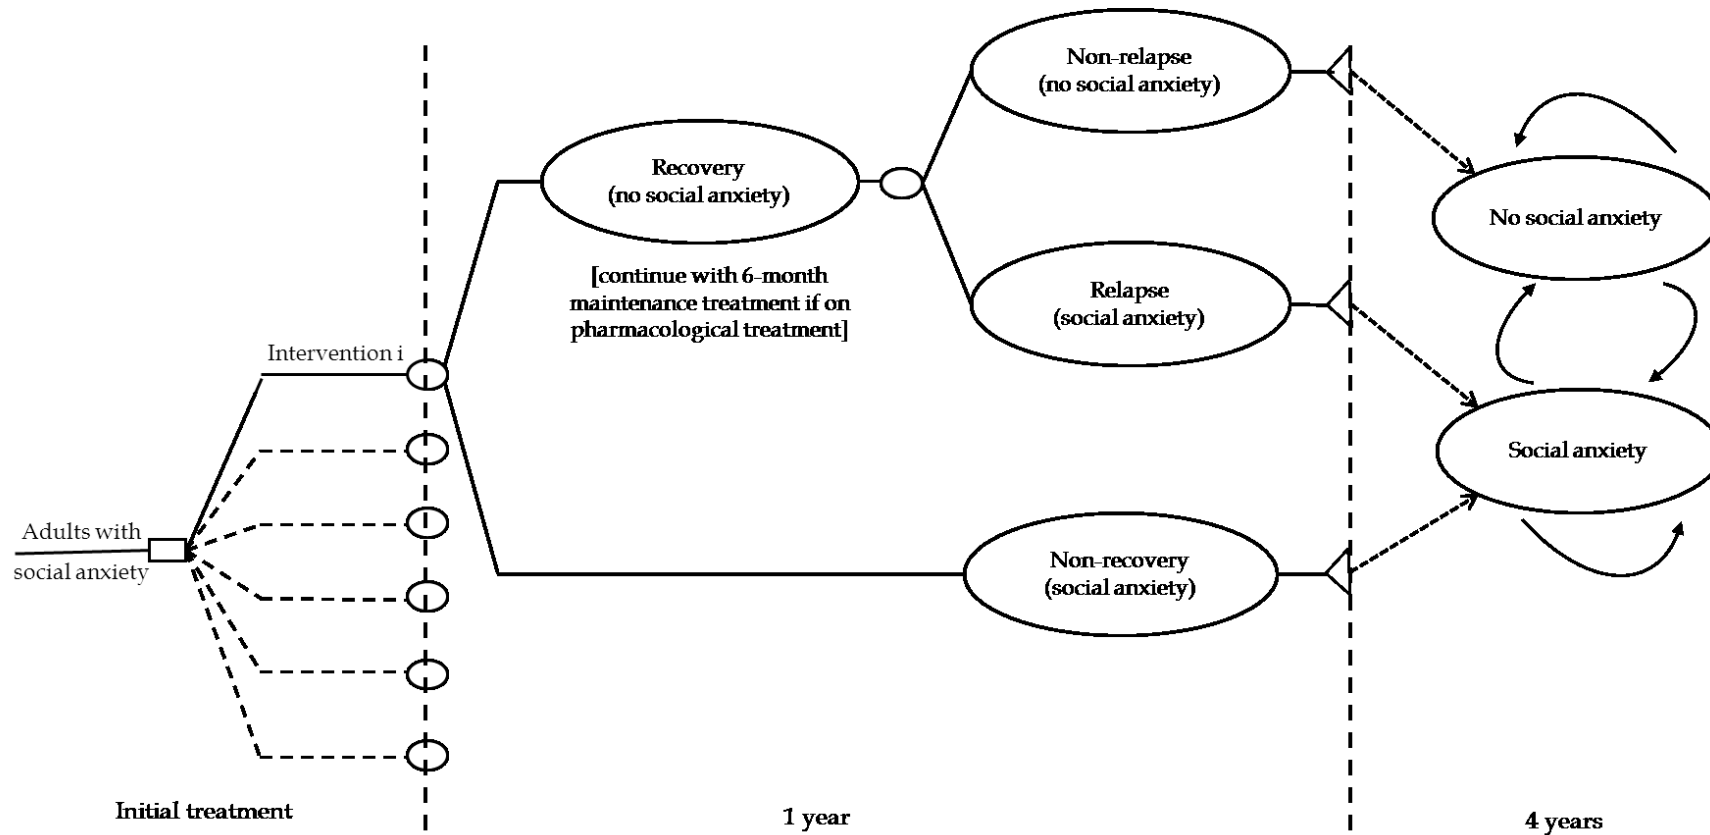 Adults with
social anxiety
Intervention i
Recovery
(no social anxiety)
[continue with 6-month
maintenance treatment if on
pharmacological treatment]
Non-relapse
(no social anxiety)
Relapse
(social anxiety)
Non-recovery
(social anxiety)
No social anxiety
Social anxiety
Initial treatment
1 year
4 years